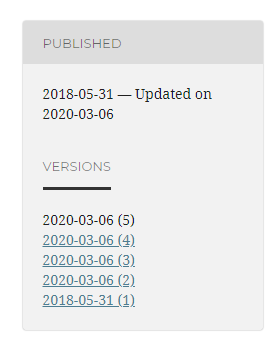 PUBLISHED
2018-05-31 — Updated on
2020-03-06
VERSIONS
2020-03-06 (5)
2020-03-06 (4)
2020-03-06 (3)
2020-03-06 (2)
2018-05-31 (1)